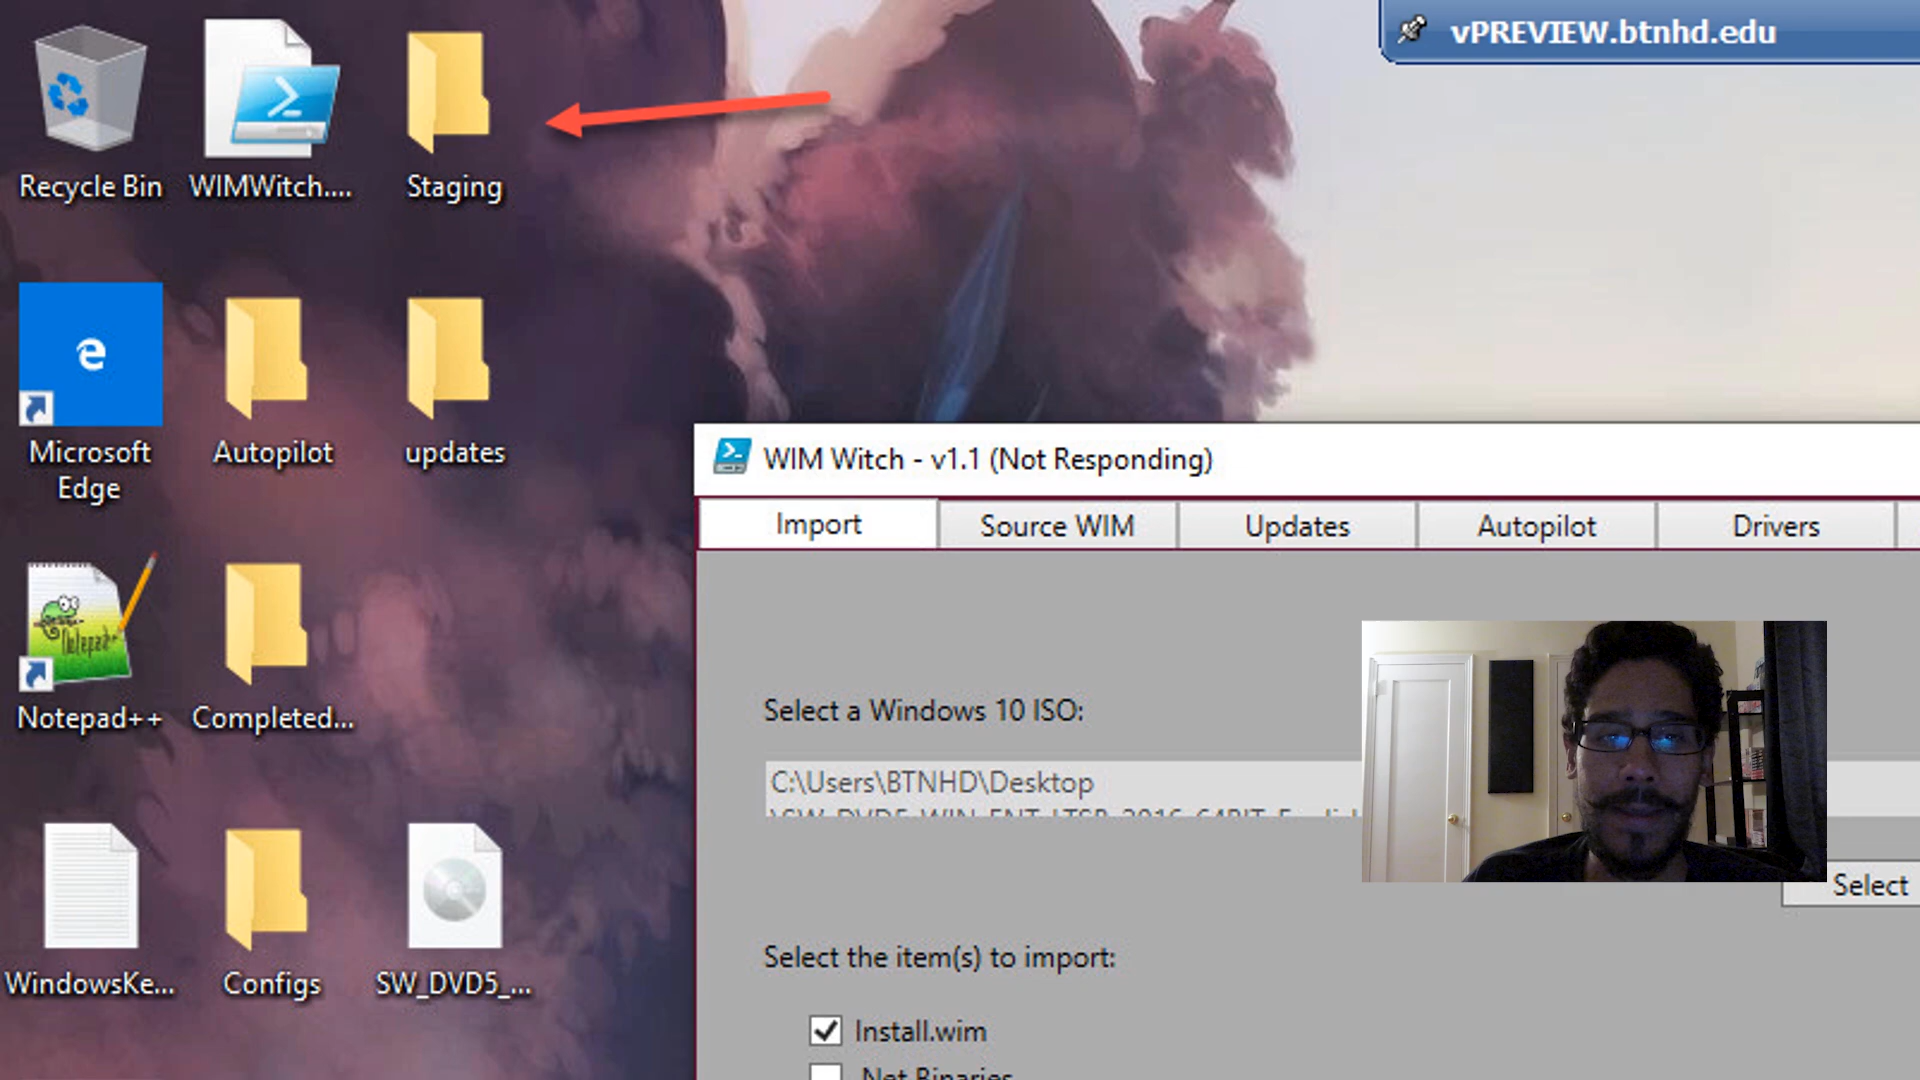 vPREVIEW.btnhd.edu
Recycle Bin
WIMWitch....
Staging
Microsoft
Edge
Autopilot
updates
Notepad++
Completed...
WindowsKe...
Configs
SW_DVD5_...
WIM Witch - v1.1 (Not Responding)
Import
Source WIM
Updates
Autopilot
Drivers
Select a Windows 10 ISO:
C:\Users\BTNHD\Desktop
\SW_DVD5_WIN_ENT_LTSB_2016_64BIT_English
Select
Select the item(s) to import:
Install.wim
.Net Binaries